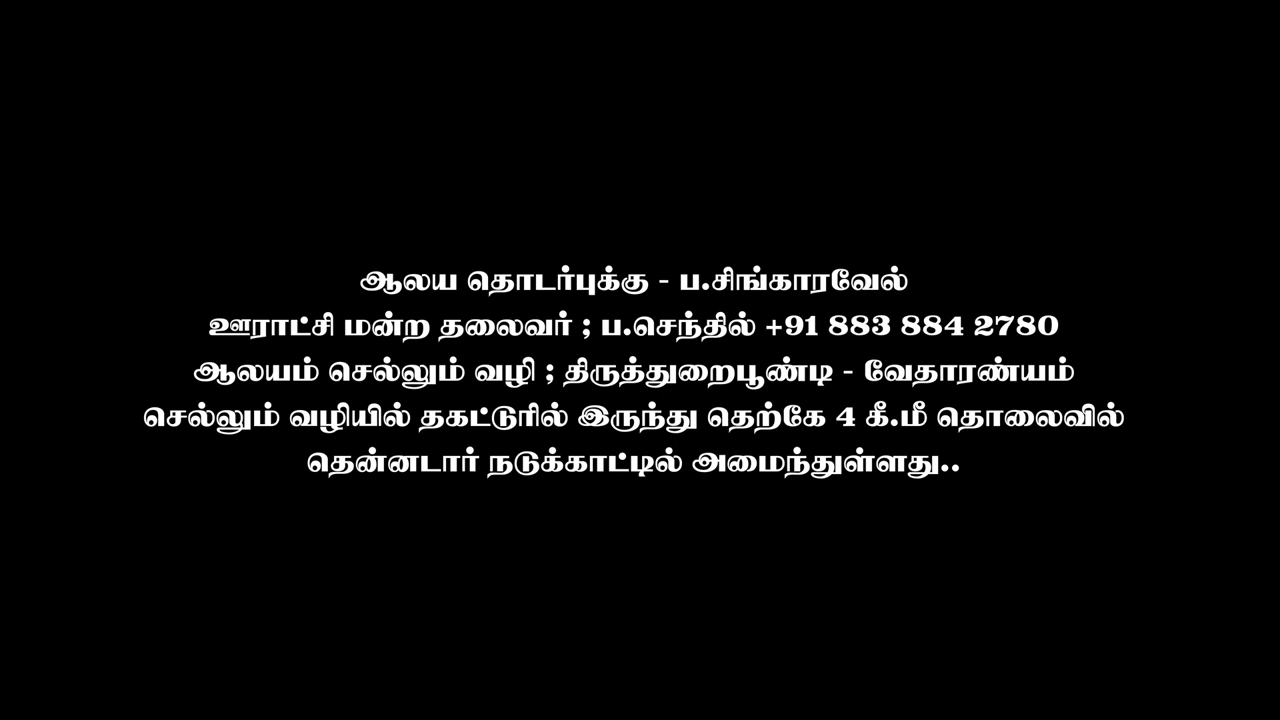 ஆலய தொடர்புக்கு - ப.சிங்காரவேல்
ஊராட்சி மன்ற தலைவர் ; ப.செந்தில் +91 883 884 2780
ஆலயம் செல்லும் வழி ; திருத்துறைபூண்டி - வேதாரண்யம்
செல்லும் வழியில் தகட்டூரில் இருந்து தெற்கே 4 கீ.மீ தொலைவில்
தென்னடார் நடுக்காட்டில் அமைந்துள்ளது..